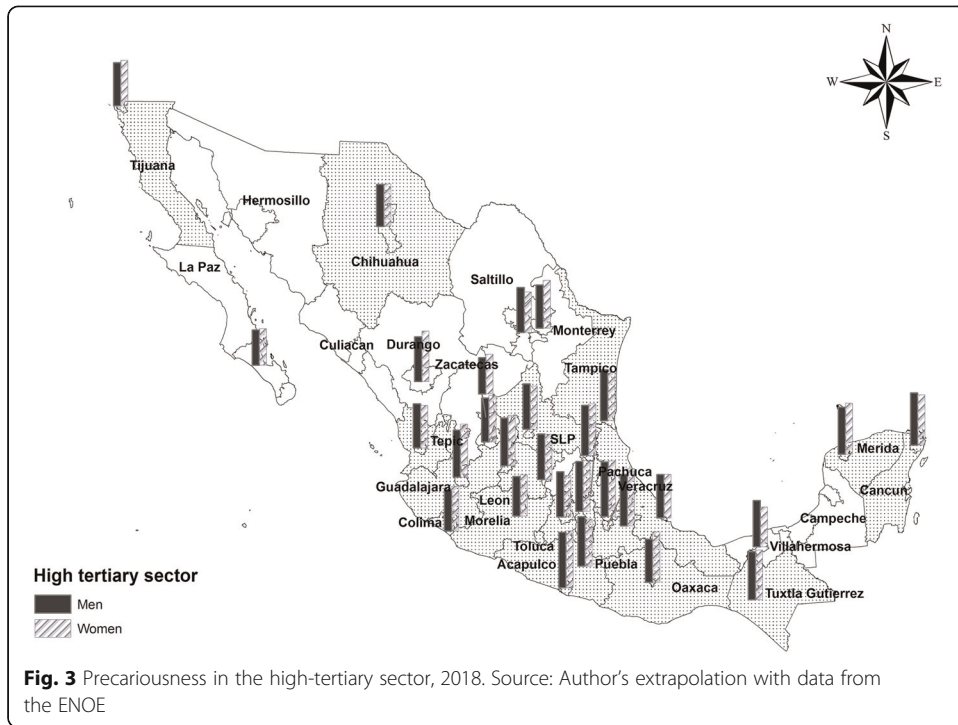 N
W E
S
Tijuana
Hermosillo
Chihuahua
La Paz
Saltillo
Monterrey
Culiacan
Durango
Zacatecas
Tampico
Tepic
SLP
Merida
Guadalajara
Leon
Pachuca
Veracruz
Cancun
Colima
Morelia
Campeche
Toluca
Villahermosa
Acapulco
Puebla
Oaxaca
Tuxtla Gutierrez
High tertiary sector
Men
Women
Fig. 3 Precariousness in the high-tertiary sector, 2018. Source: Author's extrapolation with data from
the ENOE